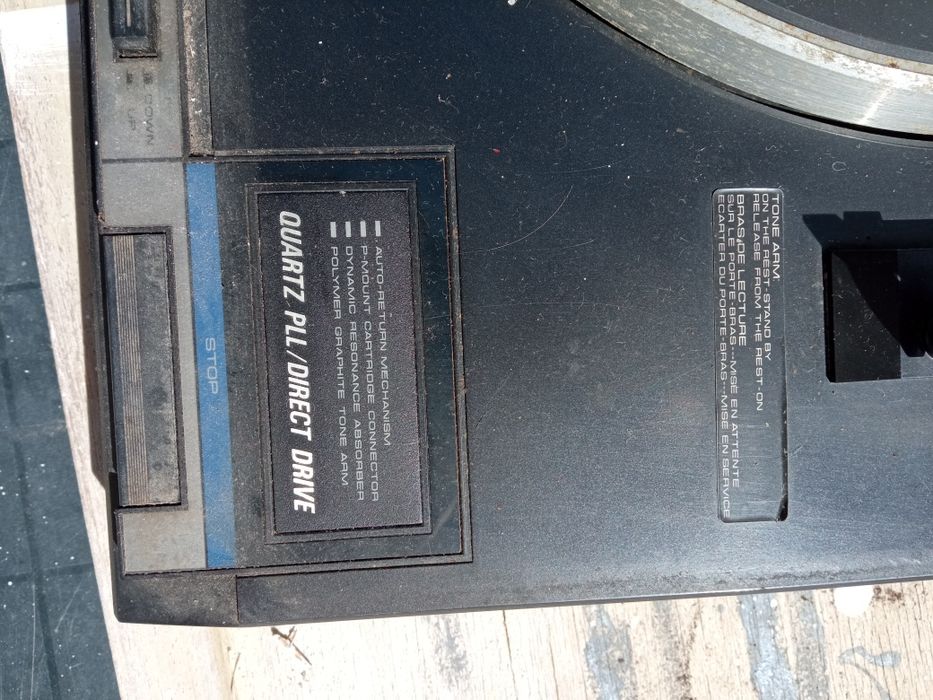 TONE ARM
ON THE REST-STAND BY
RELEASE FROM THE REST-ON
BRAS DE LECTURE
SUR LE PORTE-BRAS---MISE EN ATTENTE
ECARTER DU PORTE-BRAS---MISE EN SERVICE
AUTO-RETURN MECHANISM
P-MOUNT CARTRIDGE CONNECTOR
DYNAMIC RESONANCE ABSORBER
POLYMER GRAPHITE TONE ARM
QUARTZ PLL/DIRECT DRIVE
STOP
DOWN
UP